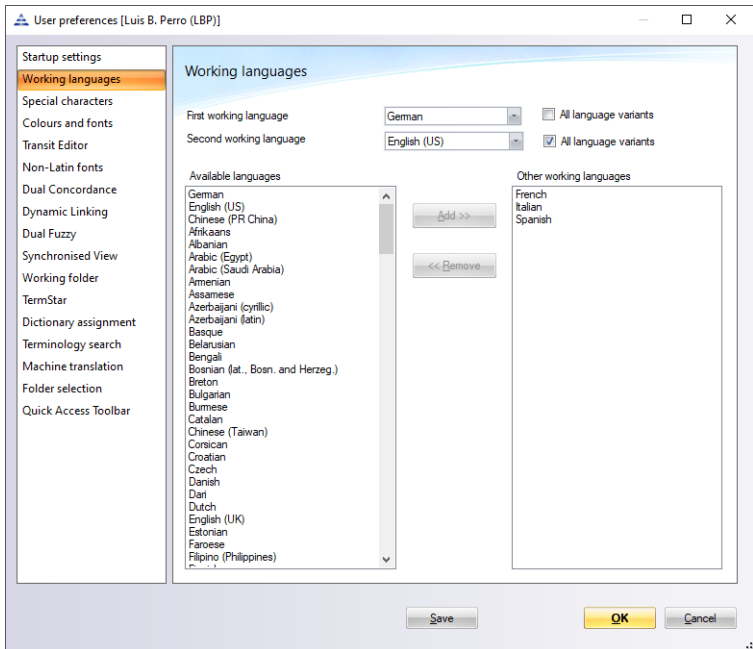 User preferences [Luis B. Perro (LBP)]
Startup settings
Working languages
Special characters
Colours and fonts
Transit Editor
Non-Latin fonts
Dual Concordance
Dynamic Linking
Dual Fuzzy
Synchronised View
Working folder
TermStar
Dictionary assignment
Terminology search
Machine translation
Folder selection
Quick Access Toolbar
Working languages
First working language German All language variants
Second working language English (US) All language variants
Available languages
German
English (US)
Chinese (PR China)
Afrikaans
Albanian
Arabic (Egypt)
Arabic (Saudi Arabia)
Armenian
Assamese
Azerbaijani (cyrillic)
Azerbaijani (latin)
Basque
Belarusian
Bengali
Bosnian (lat., Bosn. and Herzeg.)
Breton
Bulgarian
Burmese
Catalan
Chinese (Taiwan)
Corsican
Croatian
Czech
Danish
Dari
Dutch
English (UK)
Estonian
Faroese
Filipino (Philippines)
Add >>
<< Remove
Other working languages
French
Italian
Spanish
Save OK Cancel